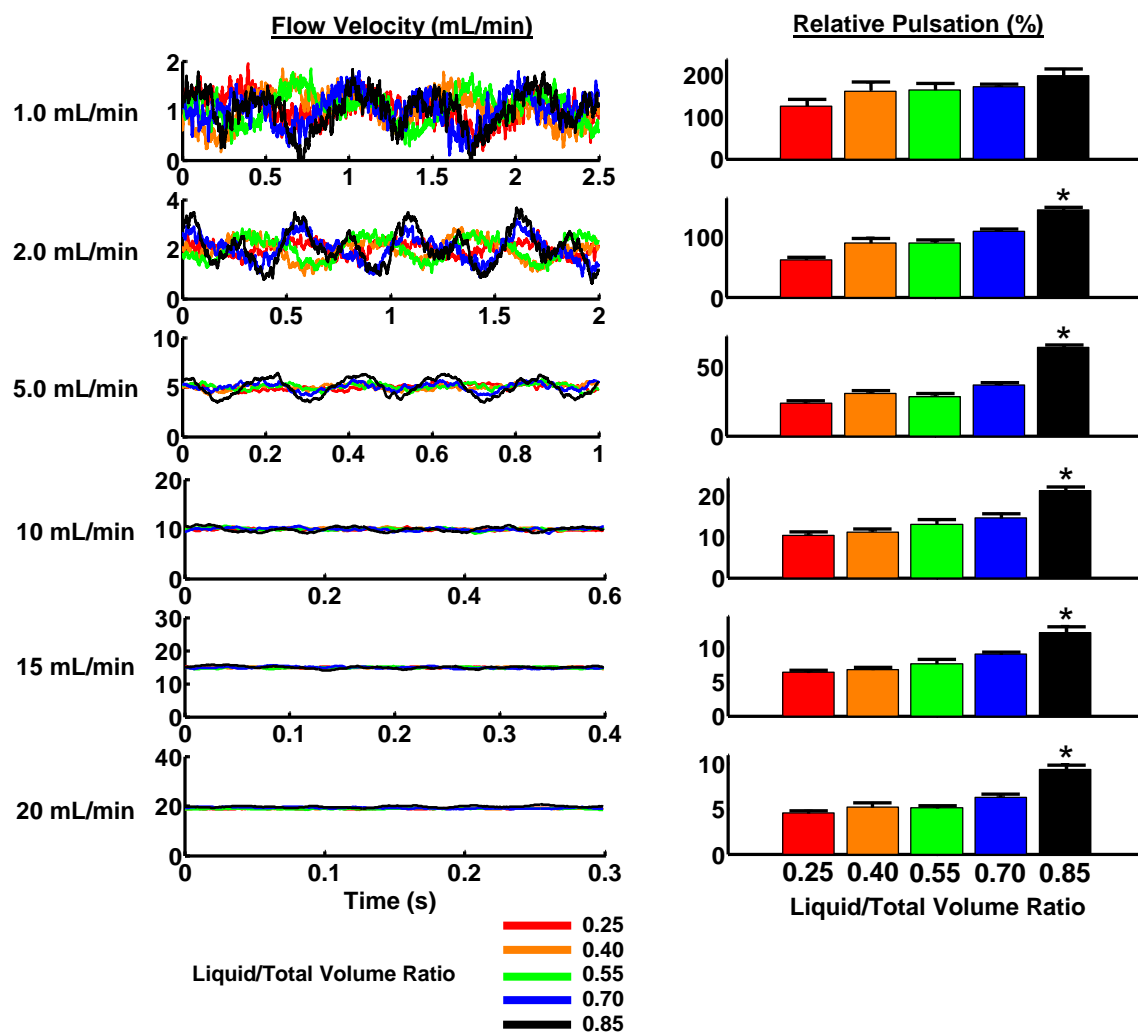 Flow Velocity (mL/min)
Relative Pulsation (%)
1.0 mL/min
2
1
0
0 0.5 1 1.5 2 2.5
200
100
0
2.0 mL/min
4
2
0
0 0.5 1 1.5 2
*
100
0
5.0 mL/min
10
5
0
0 0.2 0.4 0.6 0.8 1
*
50
0
10 mL/min
20
10
0
0 0.2 0.4 0.6
*
20
10
0
15 mL/min
30
20
10
0
0 0.1 0.2 0.3 0.4
*
10
5
0
20 mL/min
40
20
0
0 0.1 0.2 0.3
Time (s)
*
10
5
0
0.25 0.40 0.55 0.70 0.85
Liquid/Total Volume Ratio
Liquid/Total Volume Ratio
0.25
0.40
0.55
0.70
0.85